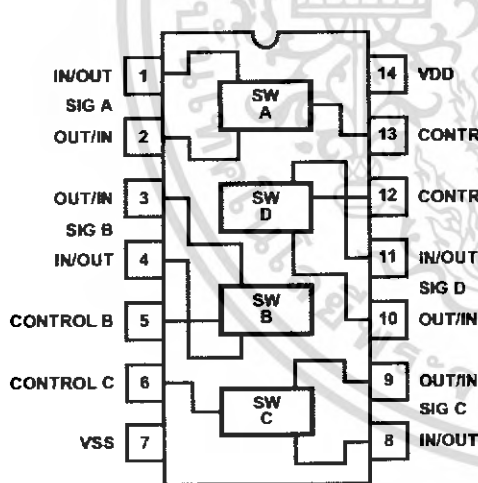 IN/OUT 1
SIG A
OUT/IN 2
OUT/IN 3
SIG B
IN/OUT 4
CONTROL B 5
CONTROL C 6
VSS 7
SW
A
SW
D
SW
B
SW
C
14 VDD
13 CONTR
12 CONTR
11 IN/OUT
SIG D
10 OUT/IN
9 OUT/IN
SIG C
8 IN/OUT